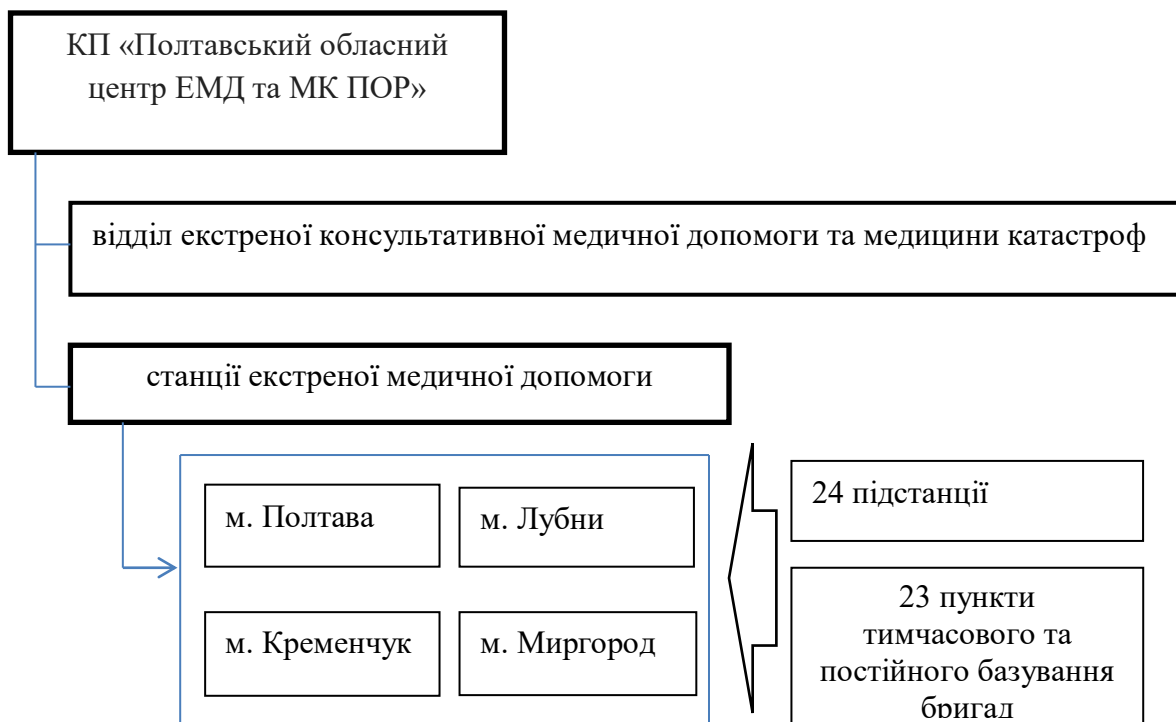 КП «Полтавський обласний
центр ЕМД та МК ПОР»
відділ екстреної консультативної медичної допомоги та медицини катастроф
станції екстреної медичної допомоги
м. Полтава
м. Лубни
м. Кременчук
м. Миргород
24 підстанції
23 пункти
тимчасового та
постійного базування
бригад